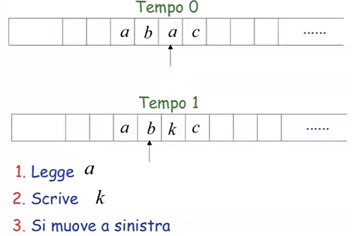 Tempo 0
a b a c ......
Tempo 1
a b k c ......
1. Legge a
2. Scrive k
3. Si muove a sinistra